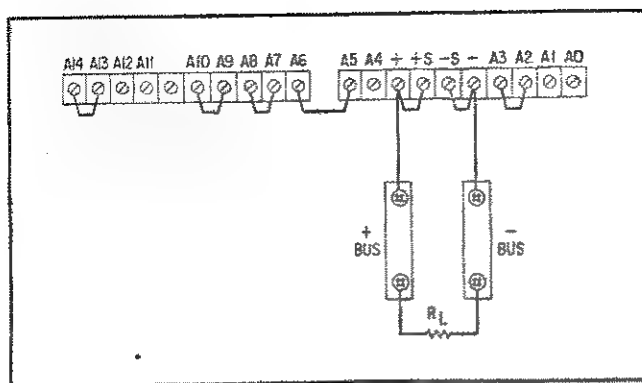 A14 A13 A12 A11 A10 A9 A8 A7 A6 A5 A4 + +S -S - A3 A2 A1 A0
+ BUS
- BUS
RL